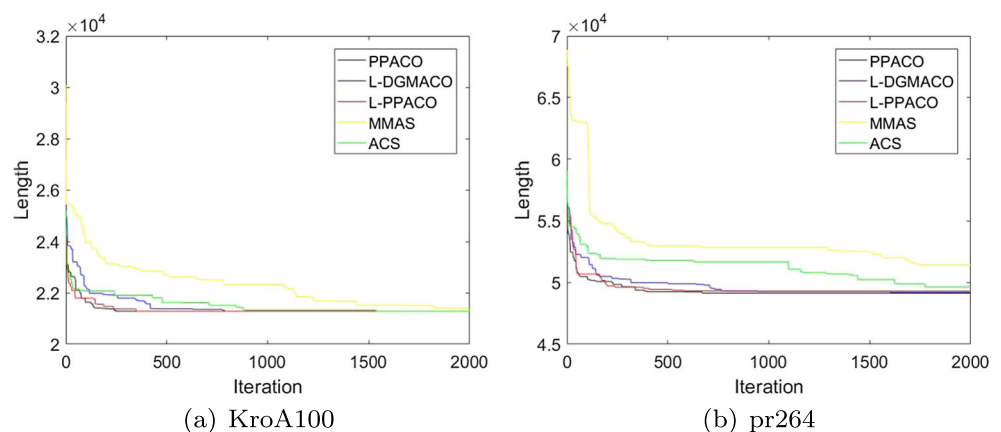 ×10⁴
3.2
3
2.8
2.6
2.4
2.2
2
Length
0
500
1000
1500
2000
Iteration
PPACO
L-DGMACO
L-PPACO
MMAS
ACS
(a) KroA100
×10⁴
7
6.5
6
5.5
5
4.5
Length
0
500
1000
1500
2000
Iteration
PPACO
L-DGMACO
L-PPACO
MMAS
ACS
(b) pr264